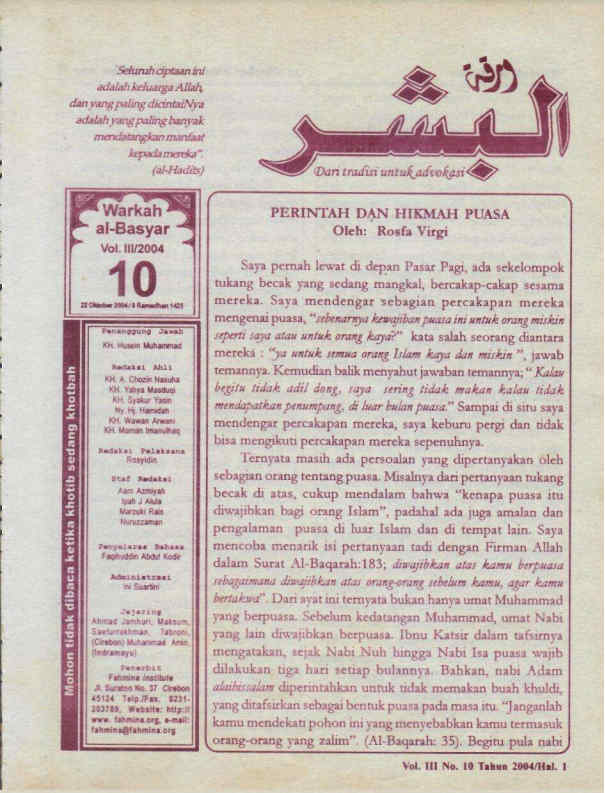 "Seluruh ciptaan ini
adalah keluarga Allah,
dan yang paling dicintaiNya
adalah yang paling banyak
mendatangkan manfaat
kepada mereka".
(al-Hadits)
ورقة
البشر
Dari tradisi untuk advokasi
Warkah
al-Basyar
Vol. III/2004
10
22 Oktober 2004/8 Ramadhan 1425
Mohon tidak dibaca ketika khotib sedang khotbah
Penanggung Jawab
KH. Husein Muhammad
Redaksi Ahli
KH. A. Chozin Nasuha
KH. Yahya Masduqi
KH. Syakur Yasin
Ny. Hj. Hamidah
KH. Wawan Arwani
KH. Maman Imanulhaq
Redaksi Pelaksana
Rosyidin
Staf Redaksi
Aam Azmiyah
Ipah J Alula
Marzuki Rais
Nuruzzaman
Penyelaras Bahasa
Faqihuddin Abdul Kodir
Administrasi
Ini Suartini
Jejaring
Ahmad Jamhuri, Maksum,
Saefurrakhman, Tabroni,
(Cirebon) Muhammad Amin,
(Indramayu)
Penerbit
Fahmina Institute
Jl. Suratno No. 37 Cirebon
45124 Telp./Fax. 0231-
203789, Website: http://
www. fahmina.org, e-mail:
fahmina@fahmina.org
PERINTAH DAN HIKMAH PUASA
Oleh: Rosfa Virgi
Saya pernah lewat di depan Pasar Pagi, ada sekelompok
tukang becak yang sedang mangkal, bercakap-cakap sesama
mereka. Saya mendengar sebagian percakapan mereka
mengenai puasa, "sebenarnya kewajiban puasa ini untuk orang miskin
seperti saya atau untuk orang kaya?" kata salah seorang diantara
mereka : "ya untuk semua orang Islam kaya dan miskin ", jawab
temannya. Kemudian balik menyahut jawaban temannya; " Kalau
begitu tidak adil dong, saya sering tidak makan kalau tidak
mendapatkan penumpang, di luar bulan puasa." Sampai di situ saya
mendengar percakapan mereka, saya keburu pergi dan tidak
bisa mengikuti percakapan mereka sepenuhnya.
Ternyata masih ada persoalan yang dipertanyakan oleh
sebagian orang tentang puasa. Misalnya dari pertanyaan tukang
becak di atas, cukup mendalam bahwa "kenapa puasa itu
diwajibkan bagi orang Islam", padahal ada juga amalan dan
pengalaman puasa di luar Islam dan di tempat lain. Saya
mencoba menarik isi pertanyaan tadi dengan Firman Allah
dalam Surat Al-Baqarah:183; diwajibkan atas kamu berpuasa
sebagaimana diwajibkan atas orang-orang sebelum kamu, agar kamu
bertakwa". Dari ayat ini ternyata bukan hanya umat Muhammad
yang berpuasa. Sebelum kedatangan Muhammad, umat Nabi
yang lain diwajibkan berpuasa. Ibnu Katsir dalam tafsirnya
mengatakan, sejak Nabi Nuh hingga Nabi Isa puasa wajib
dilakukan tiga hari setiap bulannya. Bahkan, nabi Adam
alaihissalam diperintahkan untuk tidak memakan buah khuldi,
yang ditafsirkan sebagai bentuk puasa pada masa itu. "Janganlah
kamu mendekati pohon ini yang menyebabkan kamu termasuk
orang-orang yang zalim". (Al-Baqarah: 35). Begitu pula nabi
Vol. III No. 10 Tahun 2004/Hal. 1